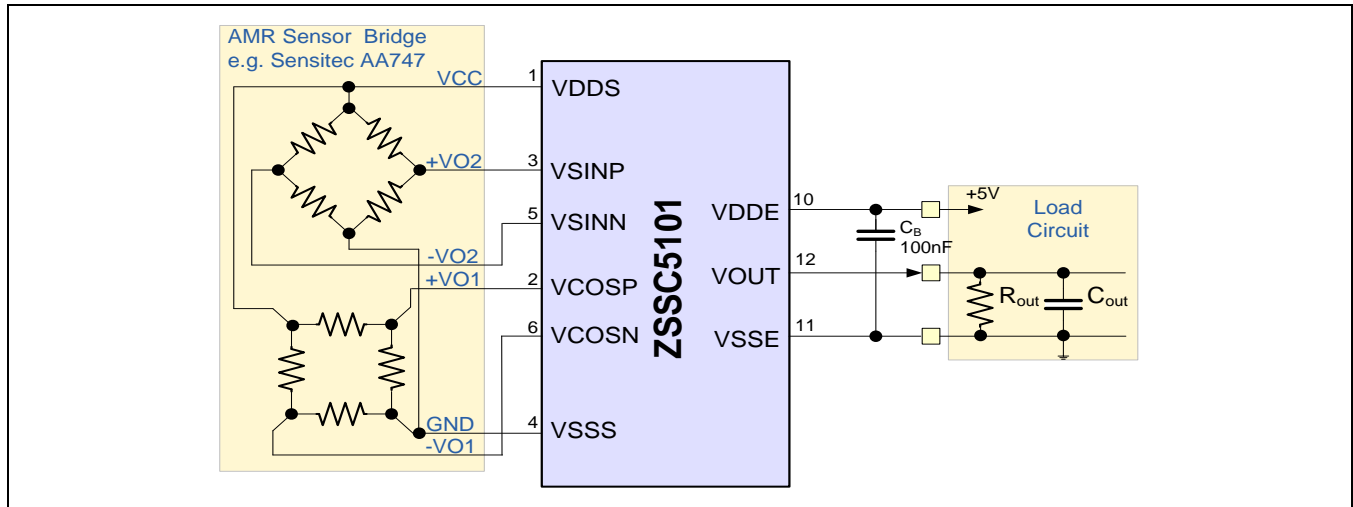 AMR Sensor Bridge
e.g. Sensitec AA747
VCC
1
VDDS
+VO2
3
VSINP
5
VSINN
-VO2
+VO1
2
VCOSP
6
VCOSN
GND
4
VSSS
-VO1
ZSSC5101
VDDE
10
+5V
Load
Circuit
CB
100nF
VOUT
12
Rout
Cout
VSSE
11